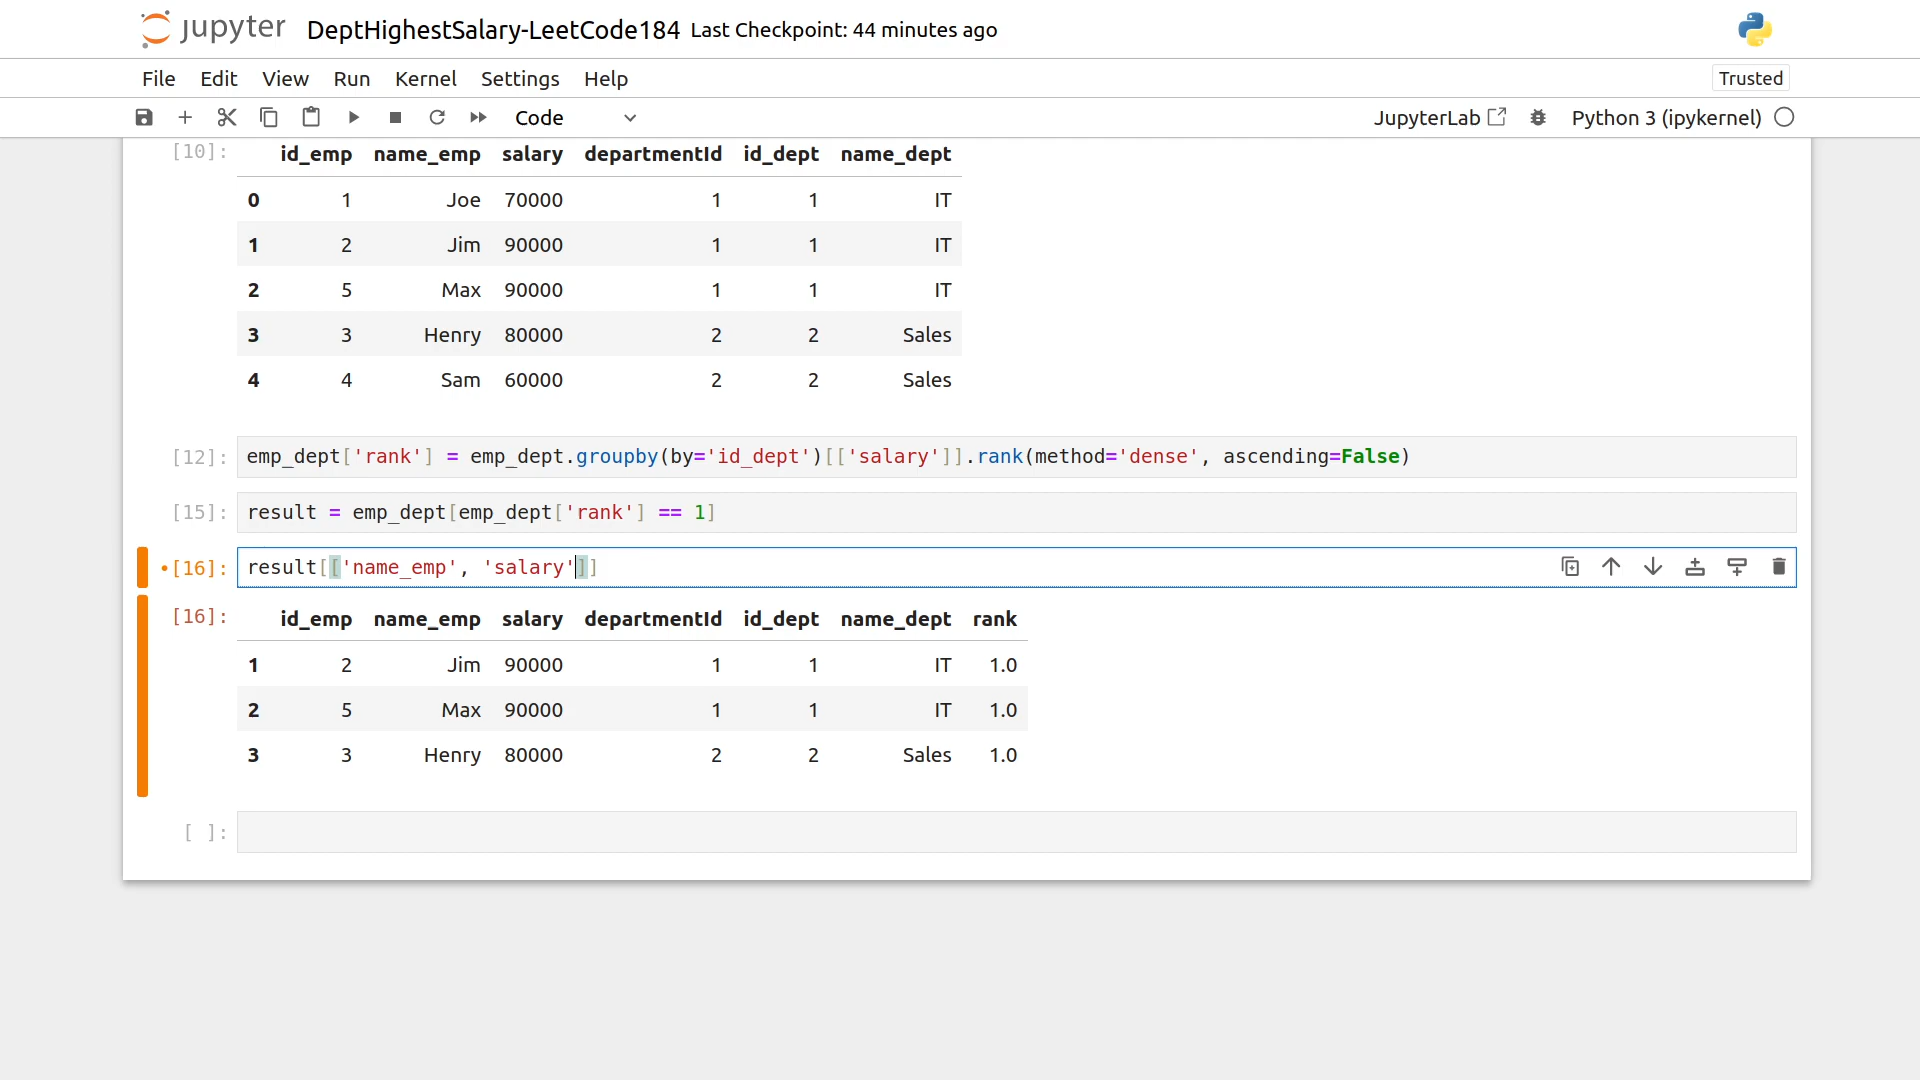 jupyter DeptHighestSalary-LeetCode184 Last Checkpoint: 44 minutes ago
File Edit View Run Kernel Settings Help Trusted
Code JupyterLab Python 3 (ipykernel)
[10]: id_emp name_emp salary departmentId id_dept name_dept
0 1 Joe 70000 1 1 IT
1 2 Jim 90000 1 1 IT
2 5 Max 90000 1 1 IT
3 3 Henry 80000 2 2 Sales
4 4 Sam 60000 2 2 Sales
[12]: emp_dept['rank'] = emp_dept.groupby(by='id_dept')[['salary']].rank(method='dense', ascending=False)
[15]: result = emp_dept[emp_dept['rank'] == 1]
•[16]: result[['name_emp', 'salary']]
[16]: id_emp name_emp salary departmentId id_dept name_dept rank
1 2 Jim 90000 1 1 IT 1.0
2 5 Max 90000 1 1 IT 1.0
3 3 Henry 80000 2 2 Sales 1.0
[ ]: